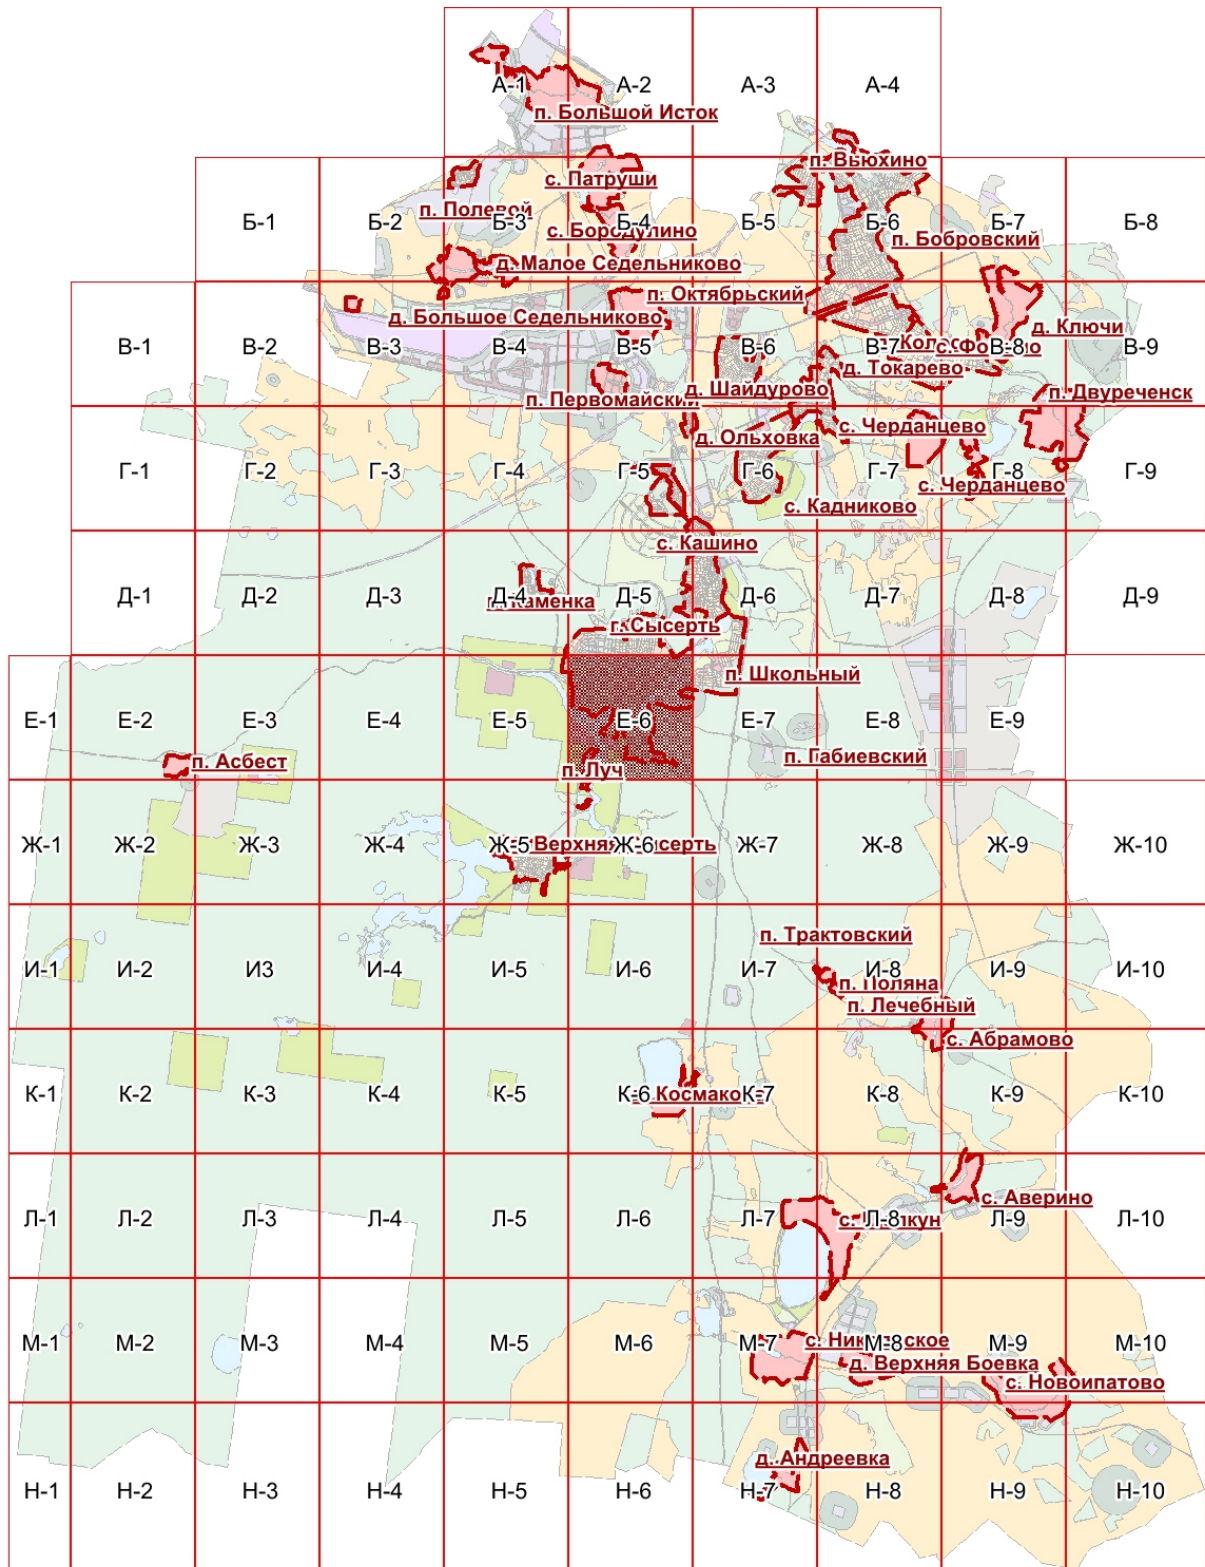 А-1 А-2 А-3 А-4
п. Большой Исток
п. Вьюхино
с. Патруши
п. Полевой
Б-1 Б-2 Б-3 Б-4 Б-5 Б-6 Б-7 Б-8
с. Бородулино
п. Бобровский
д. Малое Седельниково
п. Октябрьский
д. Большое Седельниково
д. Ключи
В-1 В-2 В-3 В-4 В-5 В-6 В-7 В-8 В-9
д. Токарево
д. Шайдурово
п. Двуреченск
п. Первомайский
с. Черданцево
д. Ольховка
Г-1 Г-2 Г-3 Г-4 Г-5 Г-6 Г-7 Г-8 Г-9
с. Черданцево
с. Кадниково
с. Кашино
Д-1 Д-2 Д-3 Д-4 Д-5 Д-6 Д-7 Д-8 Д-9
Каменка
г. Сысерть
п. Школьный
Е-1 Е-2 Е-3 Е-4 Е-5 Е-6 Е-7 Е-8 Е-9
п. Асбест
п. Габиевский
п. Луч
Ж-1 Ж-2 Ж-3 Ж-4 Ж-5 Верхняя Ж-6 Ж-7 Ж-8 Ж-9 Ж-10
п. Трактовский
И-1 И-2 И3 И-4 И-5 И-6 И-7 И-8 И-9 И-10
п. Поляна
п. Лечебный
с. Абрамово
К-1 К-2 К-3 К-4 К-5 К-6 К-7 К-8 К-9 К-10
с. Аверино
Л-1 Л-2 Л-3 Л-4 Л-5 Л-6 Л-7 Л-8 Л-9 Л-10
М-1 М-2 М-3 М-4 М-5 М-6 М-7 М-8 М-9 М-10
д. Верхняя Боевка
с. Новоипатово
д. Андреевка
Н-1 Н-2 Н-3 Н-4 Н-5 Н-6 Н-7 Н-8 Н-9 Н-10